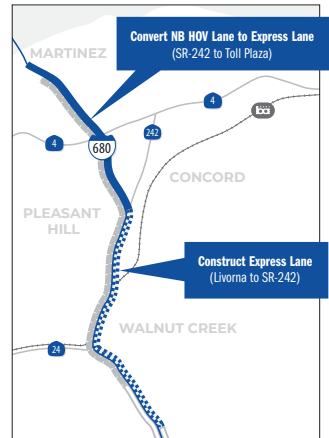 MARTINEZ
Convert NB HOV Lane to Express Lane
(SR-242 to Toll Plaza)
4
242
4
680
CONCORD
PLEASANT
HILL
Construct Express Lane
(Livorna to SR-242)
WALNUT CREEK
24